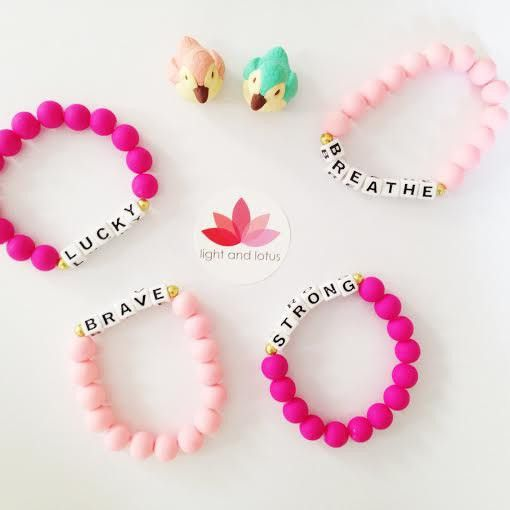 BREATHE
LUCKY
light and lotus
BRAVE
STRONG